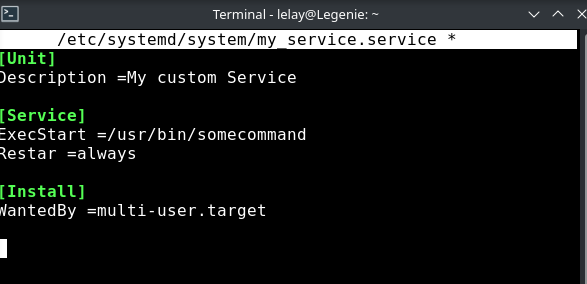 Terminal - lelay@Legenie: ~
/etc/systemd/system/my_service.service *
[Unit]
Description =My custom Service
[Service]
ExecStart =/usr/bin/somecommand
Restar =always
[Install]
WantedBy =multi-user.target